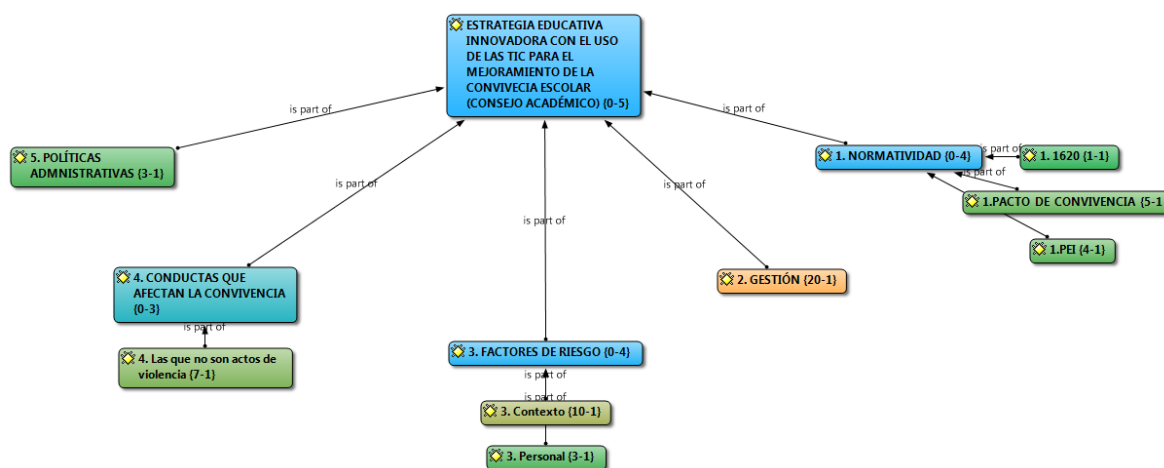 ESTRATEGIA EDUCATIVA
INNOVADORA CON EL USO
DE LAS TIC PARA EL
MEJORAMIENTO DE LA
CONVIVECIA ESCOLAR
(CONSEJO ACADÉMICO) {0-5}
is part of
is part of
is part of
is part of
is part of
5. POLÍTICAS
ADMNISTRATIVAS {3-1}
1. NORMATIVIDAD {0-4}
is part of
1. 1620 {1-1}
is part of
1.PACTO DE CONVIVENCIA {5-1
1.PEI {4-1}
4. CONDUCTAS QUE
AFECTAN LA CONVIVENCIA
{0-3}
is part of
4. Las que no son actos de
violencia {7-1}
2. GESTIÓN {20-1}
3. FACTORES DE RIESGO {0-4}
is part of
is part of
3. Contexto {10-1}
3. Personal {3-1}